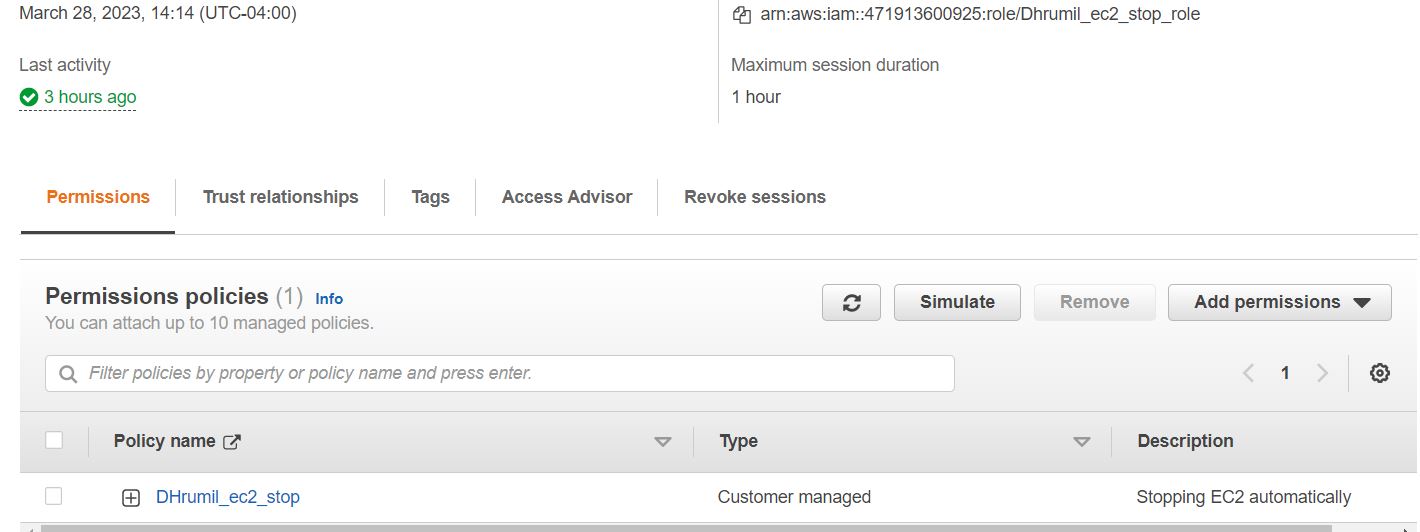 March 28, 2023, 14:14 (UTC-04:00)
arn:aws:iam::471913600925:role/Dhrumil_ec2_stop_role
Last activity
Maximum session duration
3 hours ago
1 hour
Permissions
Trust relationships
Tags
Access Advisor
Revoke sessions
Permissions policies (1) Info
You can attach up to 10 managed policies.
Simulate
Remove
Add permissions
Filter policies by property or policy name and press enter.
1
Policy name
Type
Description
DHrumil_ec2_stop
Customer managed
Stopping EC2 automatically